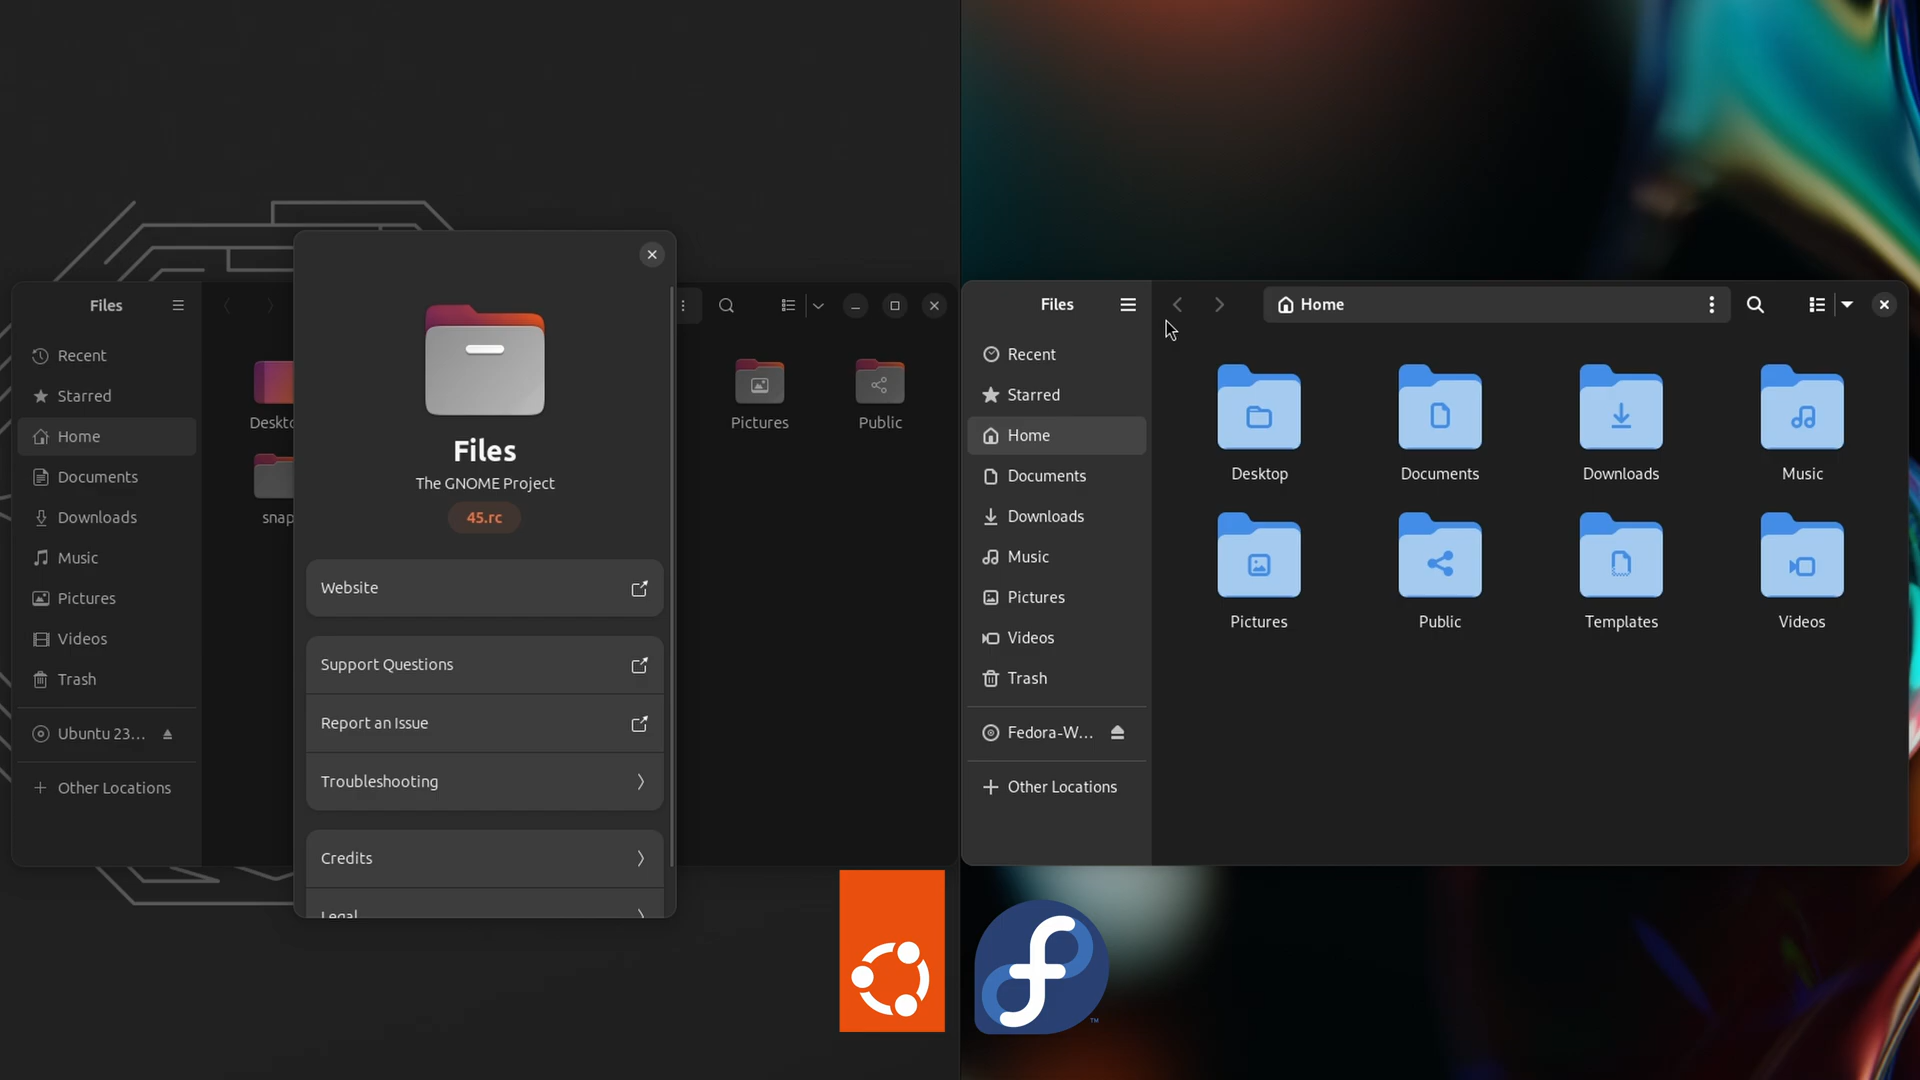 Files
Recent
Starred
Home
Documents
Downloads
Music
Pictures
Videos
Trash
Ubuntu 23...
Other Locations
Deskto
snap
Pictures
Public
Files
The GNOME Project
45.rc
Website
Support Questions
Report an Issue
Troubleshooting
Credits
Legal
Files
Home
Recent
Starred
Home
Documents
Downloads
Music
Pictures
Videos
Trash
Fedora-W...
Other Locations
Desktop
Documents
Downloads
Music
Pictures
Public
Templates
Videos
TM